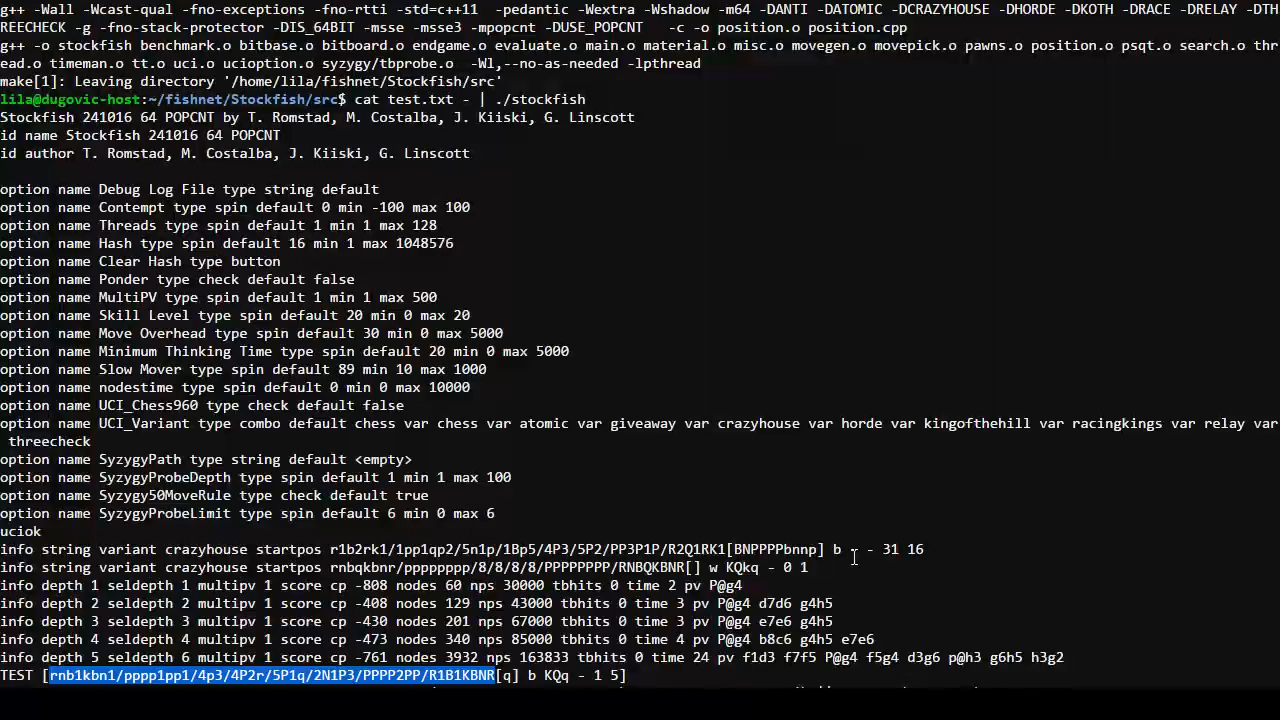 g++ -Wall -Wcast-qual -fno-exceptions -fno-rtti -std=c++11  -pedantic -Wextra -Wshadow -m64 -DANTI -DATOMIC -DCRAZYHOUSE -DHORDE -DKOTH -DRACE -DRELAY -DTH
REECHECK -g -fno-stack-protector -DIS_64BIT -msse -msse3 -mpopcnt -DUSE_POPCNT   -c -o position.o position.cpp
g++ -o stockfish benchmark.o bitbase.o bitboard.o endgame.o evaluate.o main.o material.o misc.o movegen.o movepick.o pawns.o position.o psqt.o search.o thr
ead.o timeman.o tt.o uci.o ucioption.o syzygy/tbprobe.o  -Wl,--no-as-needed -lpthread
make[1]: Leaving directory '/home/lila/fishnet/Stockfish/src'
lila@dugovic-host:~/fishnet/Stockfish/src$ cat test.txt - | ./stockfish
Stockfish 241016 64 POPCNT by T. Romstad, M. Costalba, J. Kiiski, G. Linscott
id name Stockfish 241016 64 POPCNT
id author T. Romstad, M. Costalba, J. Kiiski, G. Linscott
option name Debug Log File type string default
option name Contempt type spin default 0 min -100 max 100
option name Threads type spin default 1 min 1 max 128
option name Hash type spin default 16 min 1 max 1048576
option name Clear Hash type button
option name Ponder type check default false
option name MultiPV type spin default 1 min 1 max 500
option name Skill Level type spin default 20 min 0 max 20
option name Move Overhead type spin default 30 min 0 max 5000
option name Minimum Thinking Time type spin default 20 min 0 max 5000
option name Slow Mover type spin default 89 min 10 max 1000
option name nodestime type spin default 0 min 0 max 10000
option name UCI_Chess960 type check default false
option name UCI_Variant type combo default chess var chess var atomic var giveaway var crazyhouse var horde var kingofthehill var racingkings var relay var
threecheck
option name SyzygyPath type string default <empty>
option name SyzygyProbeDepth type spin default 1 min 1 max 100
option name Syzygy50MoveRule type check default true
option name SyzygyProbeLimit type spin default 6 min 0 max 6
uciok
info string variant crazyhouse startpos r1b2rk1/1pp1qp2/5n1p/1Bp5/4P3/5P2/PP3P1P/R2Q1RK1[BNPPPPbnnp] b - - 31 16
info string variant crazyhouse startpos rnbqkbnr/pppppppp/8/8/8/8/PPPPPPPP/RNBQKBNR[] w KQkq - 0 1
info depth 1 seldepth 1 multipv 1 score cp -808 nodes 60 nps 30000 tbhits 0 time 2 pv P@g4
info depth 2 seldepth 2 multipv 1 score cp -408 nodes 129 nps 43000 tbhits 0 time 3 pv P@g4 d7d6 g4h5
info depth 3 seldepth 3 multipv 1 score cp -430 nodes 201 nps 67000 tbhits 0 time 3 pv P@g4 e7e6 g4h5
info depth 4 seldepth 4 multipv 1 score cp -473 nodes 340 nps 85000 tbhits 0 time 4 pv P@g4 b8c6 g4h5 e7e6
info depth 5 seldepth 6 multipv 1 score cp -761 nodes 3932 nps 163833 tbhits 0 time 24 pv f1d3 f7f5 P@g4 f5g4 d3g6 p@h3 g6h5 h3g2
TEST [rnb1kbn1/pppp1pp1/4p3/4P2r/5P1q/2N1P3/PPPP2PP/R1B1KBNR[q] b KQq - 1 5]